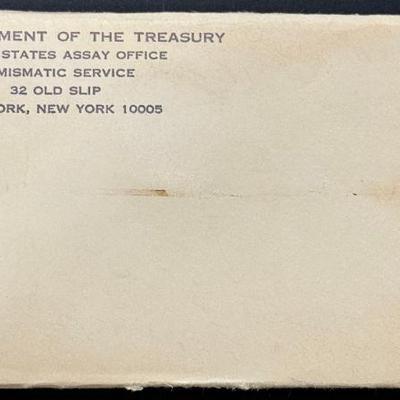 MENT OF THE TREASURY
STATES ASSAY OFFICE
MISMATIC SERVICE
32 OLD SLIP
ORK, NEW YORK 10005